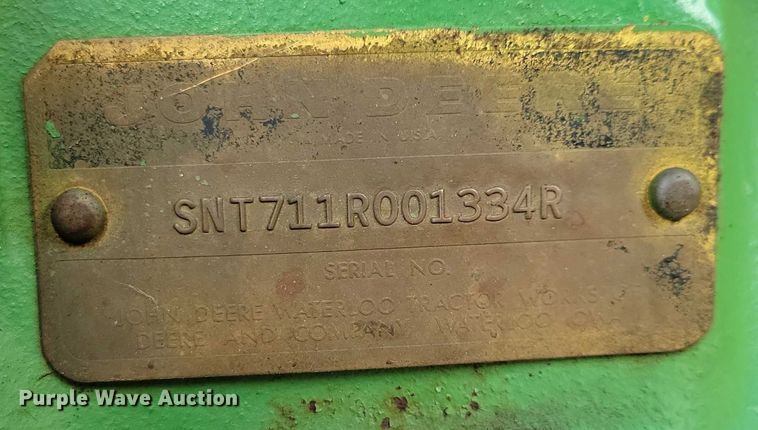 JOHN DEERE
MADE IN U.S.A.
SNT711R001334R
SERIAL NO.
JOHN DEERE WATERLOO TRACTOR WORKS
DEERE AND COMPANY WATERLOO IOWA
Purple Wave Auction®